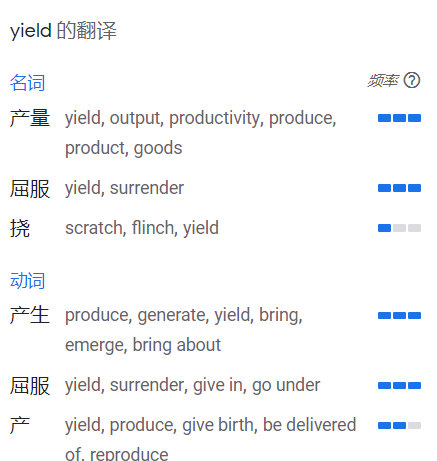 yield 的翻译
名词 频率
产量 yield, output, productivity, produce,
product, goods
屈服 yield, surrender
挠 scratch, flinch, yield
动词
产生 produce, generate, yield, bring,
emerge, bring about
屈服 yield, surrender, give in, go under
产 yield, produce, give birth, be delivered
of, reproduce